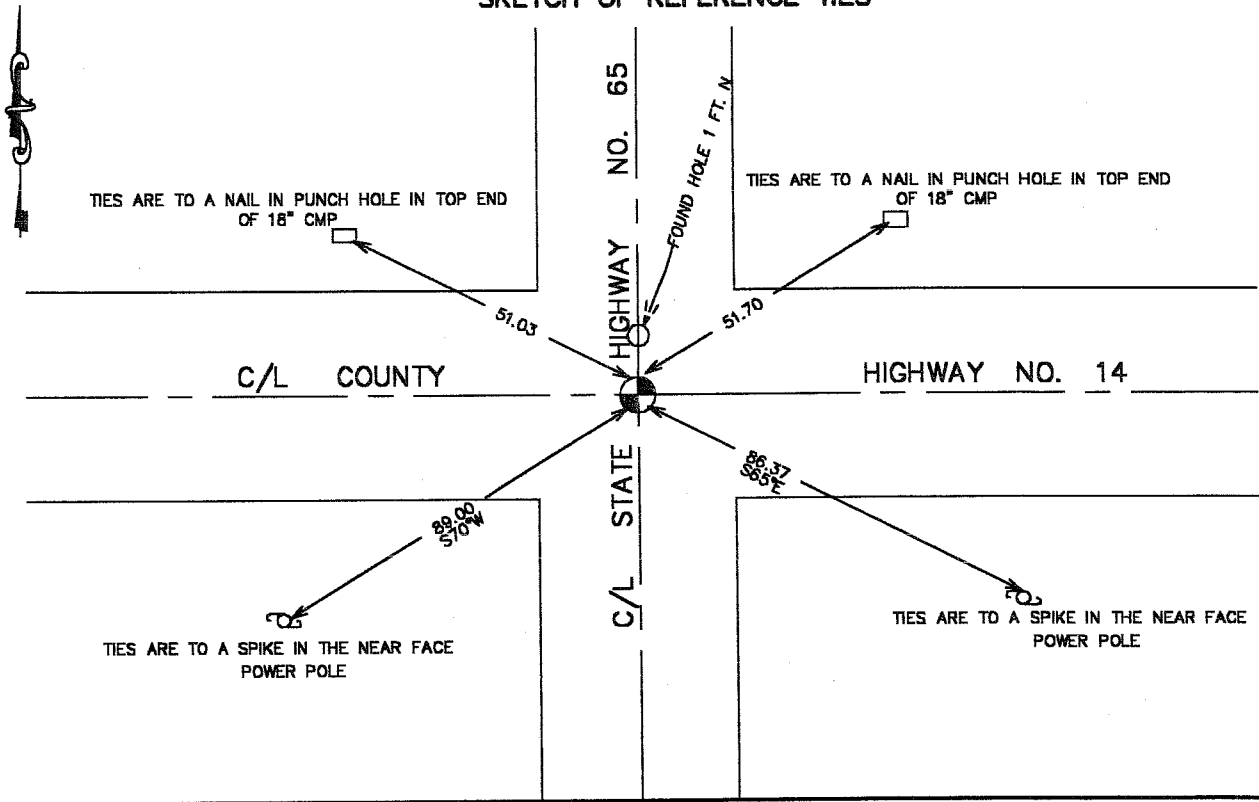 SKETCH OF REFERENCE TIES
C/L STATE HIGHWAY NO. 65
FOUND HOLE 1 FT. N
TIES ARE TO A NAIL IN PUNCH HOLE IN TOP END
OF 18" CMP
TIES ARE TO A NAIL IN PUNCH HOLE IN TOP END
OF 18" CMP
51.03
51.70
C/L COUNTY HIGHWAY NO. 14
89.00
S70°W
86.37
S65°E
TIES ARE TO A SPIKE IN THE NEAR FACE
POWER POLE
TIES ARE TO A SPIKE IN THE NEAR FACE
POWER POLE